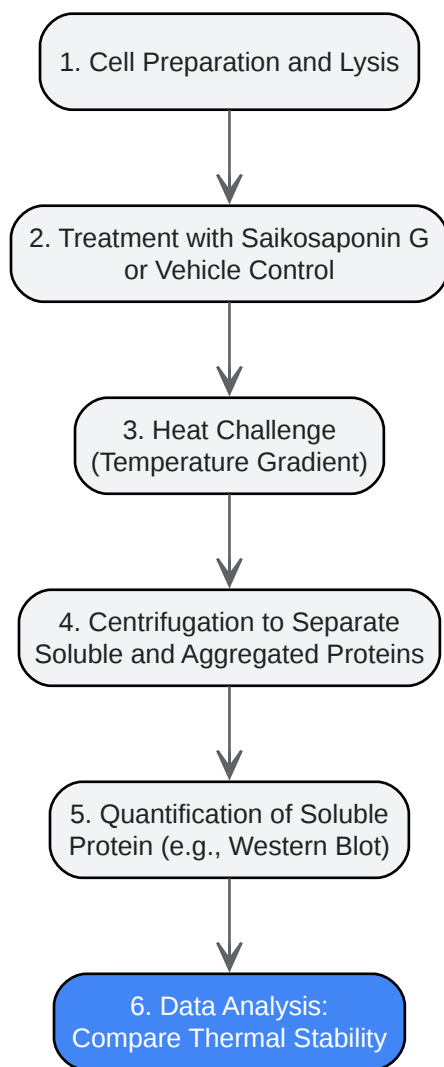 1. Cell Preparation and Lysis
2. Treatment with Saikosaponin G
or Vehicle Control
3. Heat Challenge
(Temperature Gradient)
4. Centrifugation to Separate
Soluble and Aggregated Proteins
5. Quantification of Soluble
Protein (e.g., Western Blot)
6. Data Analysis:
Compare Thermal Stability